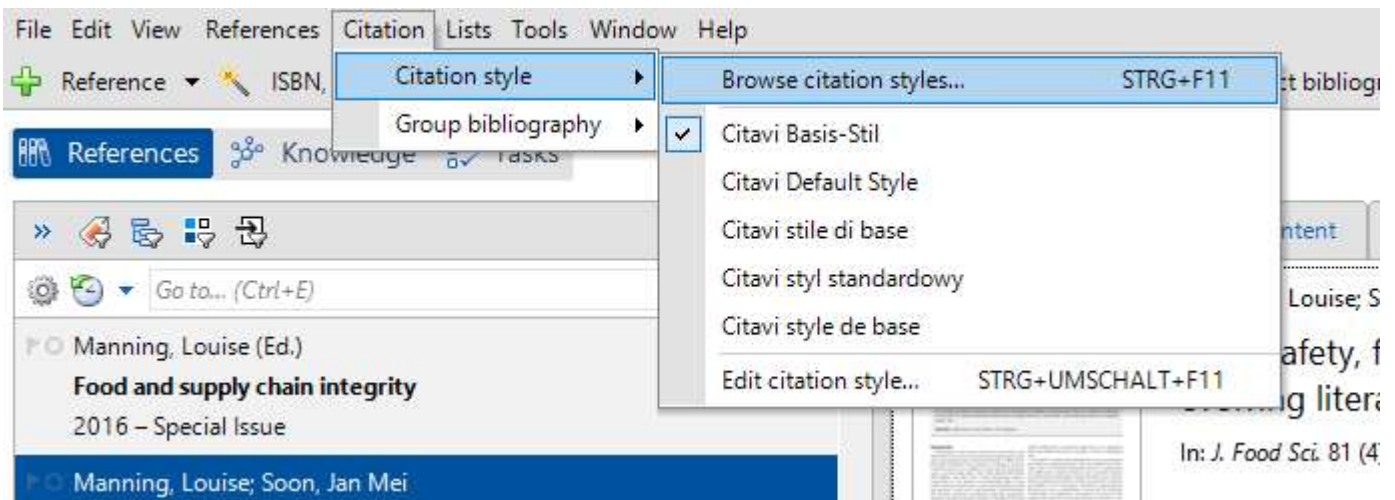 File Edit View References Citation Lists Tools Window Help
Reference ISBN,
Citation style
Browse citation styles... STRG+F11
Group bibliography
Citavi Basis-Stil
Citavi Default Style
Citavi stile di base
Citavi styl standardowy
Citavi style de base
Edit citation style... STRG+UMSCHALT+F11
References Knowledge Tasks
Go to... (Ctrl+E)
Manning, Louise (Ed.)
Food and supply chain integrity
2016 – Special Issue
Manning, Louise; Soon, Jan Mei
Louise; S
In: J. Food Sci. 81 (4)